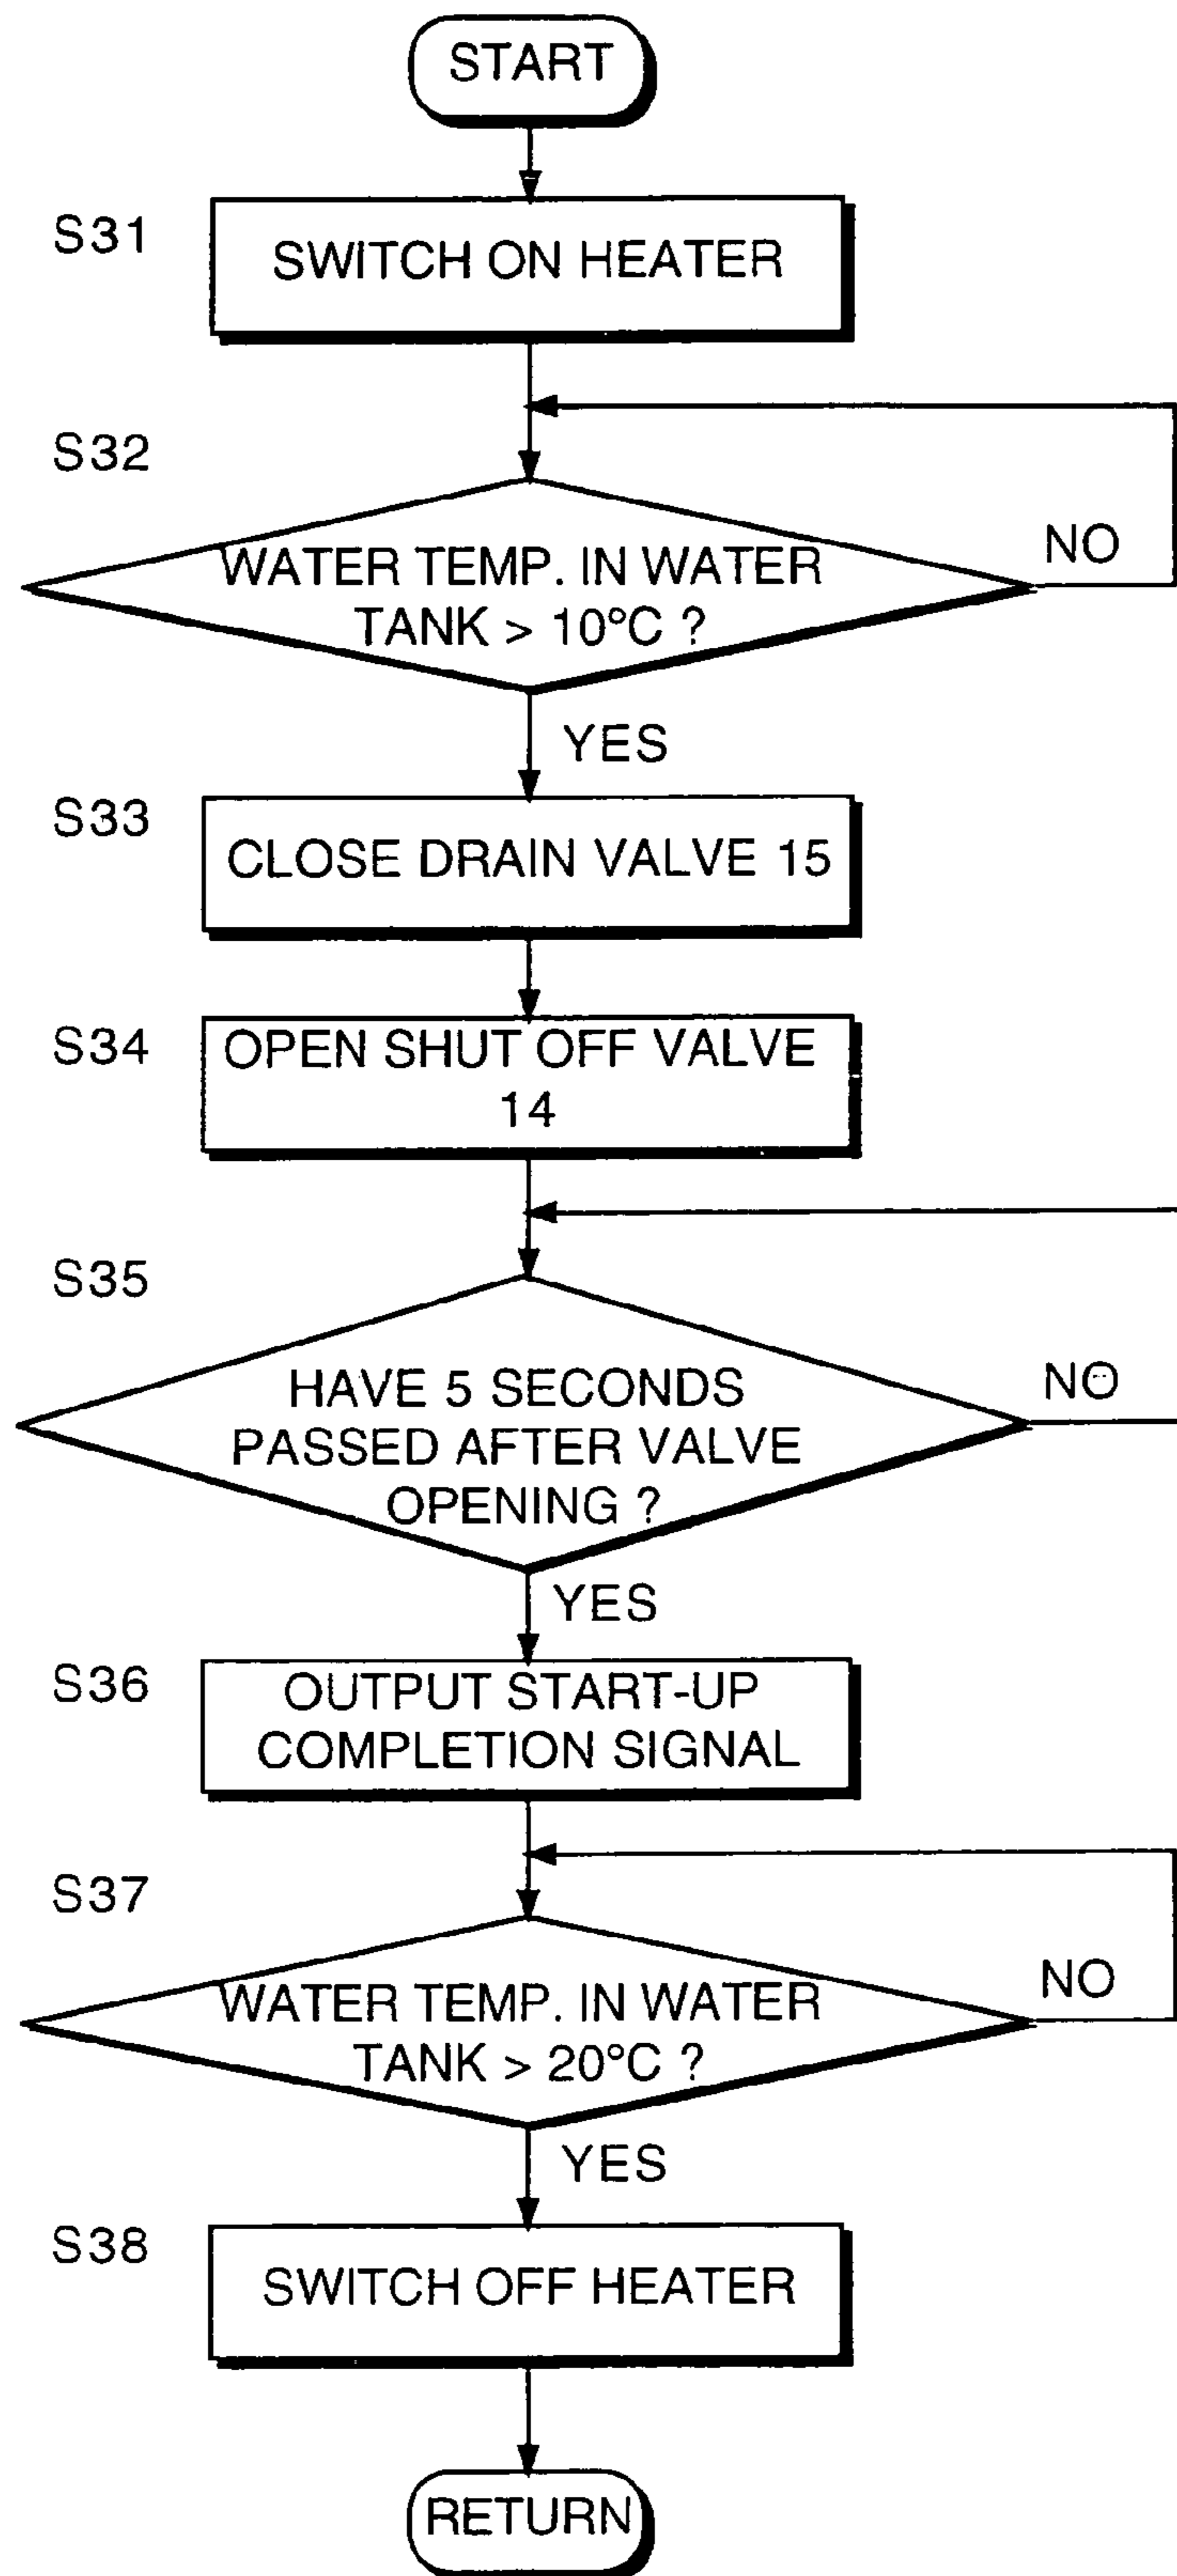 START
S31
SWITCH ON HEATER
S32
WATER TEMP. IN WATER
TANK > 10°C ?
NO
YES
S33
CLOSE DRAIN VALVE 15
S34
OPEN SHUT OFF VALVE
14
S35
HAVE 5 SECONDS
PASSED AFTER VALVE
OPENING ?
NO
YES
S36
OUTPUT START-UP
COMPLETION SIGNAL
S37
WATER TEMP. IN WATER
TANK > 20°C ?
NO
YES
S38
SWITCH OFF HEATER
RETURN